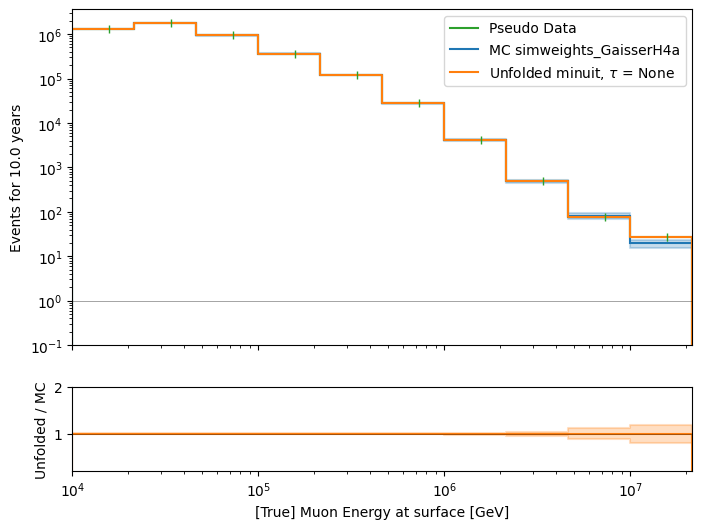 Pseudo Data
MC simweights_GaisserH4a
Unfolded minuit, τ = None
Events for 10.0 years
10⁶
10⁵
10⁴
10³
10²
10¹
10⁰
10⁻¹
Unfolded / MC
2
1
10⁴ 10⁵ 10⁶ 10⁷
[True] Muon Energy at surface [GeV]